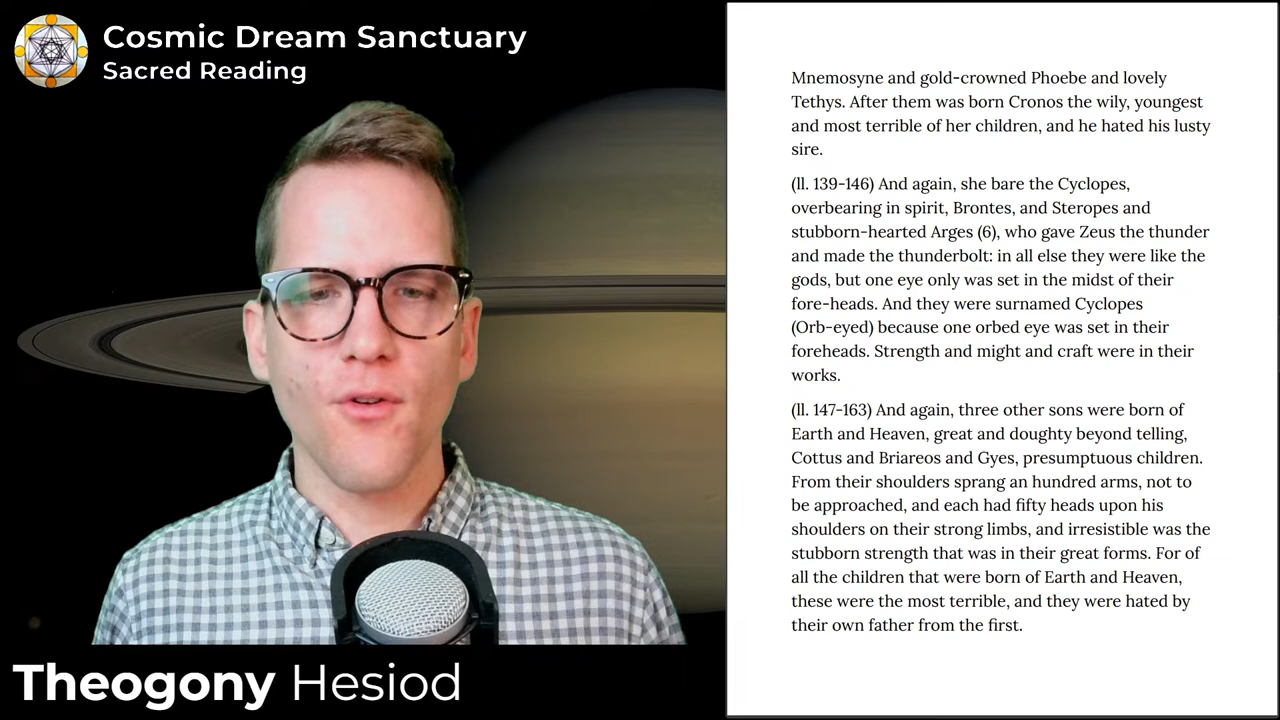 Cosmic Dream Sanctuary
Sacred Reading
Mnemosyne and gold-crowned Phoebe and lovely
Tethys. After them was born Cronos the wily, youngest
and most terrible of her children, and he hated his lusty
sire.
(ll. 139-146) And again, she bare the Cyclopes,
overbearing in spirit, Brontes, and Steropes and
stubborn-hearted Arges (6), who gave Zeus the thunder
and made the thunderbolt: in all else they were like the
gods, but one eye only was set in the midst of their
fore-heads. And they were surnamed Cyclopes
(Orb-eyed) because one orbed eye was set in their
foreheads. Strength and might and craft were in their
works.
(ll. 147-163) And again, three other sons were born of
Earth and Heaven, great and doughty beyond telling,
Cottus and Briareos and Gyes, presumptuous children.
From their shoulders sprang an hundred arms, not to
be approached, and each had fifty heads upon his
shoulders on their strong limbs, and irresistible was the
stubborn strength that was in their great forms. For of
all the children that were born of Earth and Heaven,
these were the most terrible, and they were hated by
their own father from the first.
Theogony Hesiod